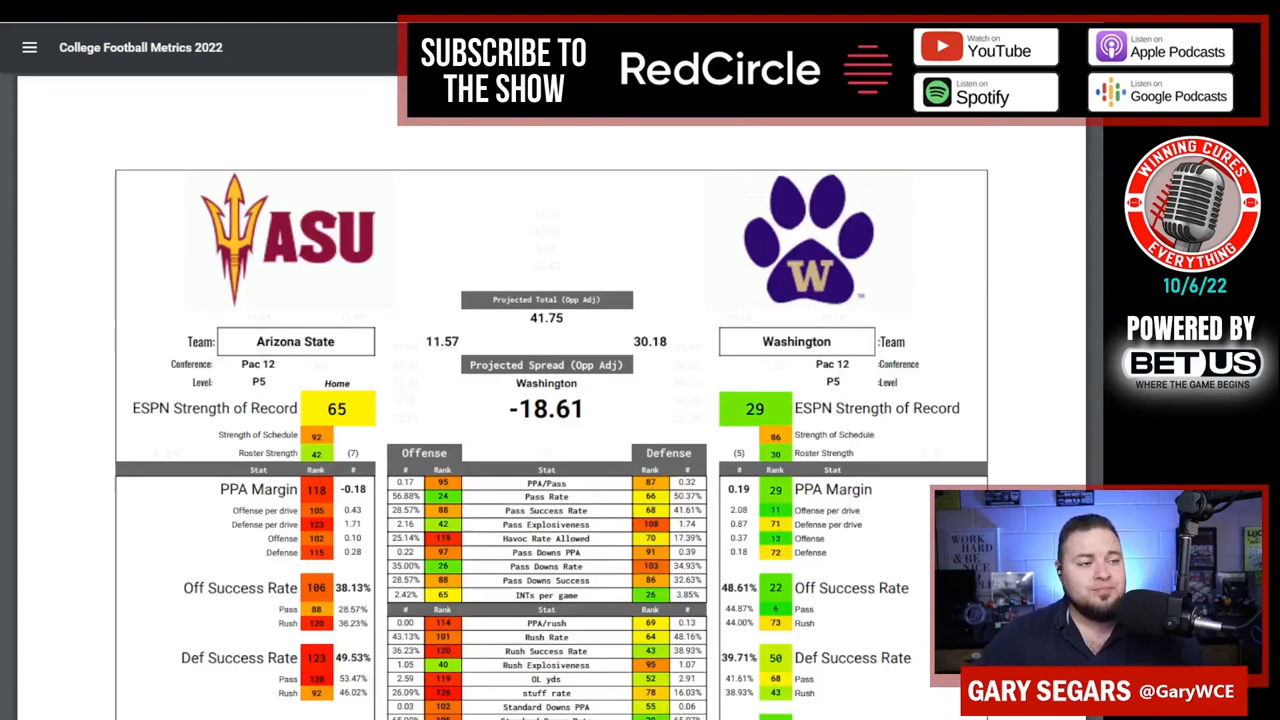 College Football Metrics 2022
SUBSCRIBE TO
THE SHOW
RedCircle
Watch on
YouTube
Listen on
Spotify
Listen on
Apple Podcasts
Listen on
Google Podcasts
WINNING CURES
EVERYTHING
10/6/22
POWERED BY
BETUS
WHERE THE GAME BEGINS
ASU
W
Projected Total (Opp Adj)
41.75
Team: Arizona State 11.57 30.18 Washington :Team
Conference: Pac 12 Projected Spread (Opp Adj) Pac 12 :Conference
Level: P5 Home Washington P5 :Level
ESPN Strength of Record 65 -18.61 29 ESPN Strength of Record
Strength of Schedule 92 86 Strength of Schedule
Roster Strength 42 (7) Offense Defense (5) 30 Roster Strength
Stat Rank # # Rank Stat Rank # # Rank Stat
PPA Margin 118 -0.18 0.19 29 PPA Margin
Offense per drive 105 0.43 2.08 11 Offense per drive
Defense per drive 123 1.71 0.87 71 Defense per drive
Offense 102 0.10 0.37 13 Offense
Defense 115 0.28 0.18 72 Defense
Off Success Rate 106 38.13% 48.61% 22 Off Success Rate
Pass 88 28.57% 44.87% 6 Pass
Rush 120 36.23% 44.00% 73 Rush
Def Success Rate 123 49.53% 39.71% 50 Def Success Rate
Pass 128 53.47% 41.61% 68 Pass
Rush 92 46.02% 38.93% 43 Rush
0.17 95 PPA/Pass 87 0.32
56.88% 24 Pass Rate 66 50.37%
28.57% 88 Pass Success Rate 68 41.61%
2.16 42 Pass Explosiveness 108 1.74
25.14% 119 Havoc Rate Allowed 70 17.39%
0.22 97 Pass Downs PPA 91 0.39
35.00% 26 Pass Downs Rate 103 34.93%
28.57% 88 Pass Downs Success 86 32.63%
2.42% 65 INTs per game 26 3.85%
# Rank Stat Rank #
0.00 114 PPA/rush 69 0.13
43.13% 101 Rush Rate 64 48.16%
36.23% 120 Rush Success Rate 43 38.93%
1.05 40 Rush Explosiveness 95 1.07
2.59 119 OL yds 52 2.91
26.09% 126 stuff rate 78 16.03%
0.03 102 Standard Downs PPA 55 0.06
WORK
HARD &
GARY SEGARS @GaryWCE